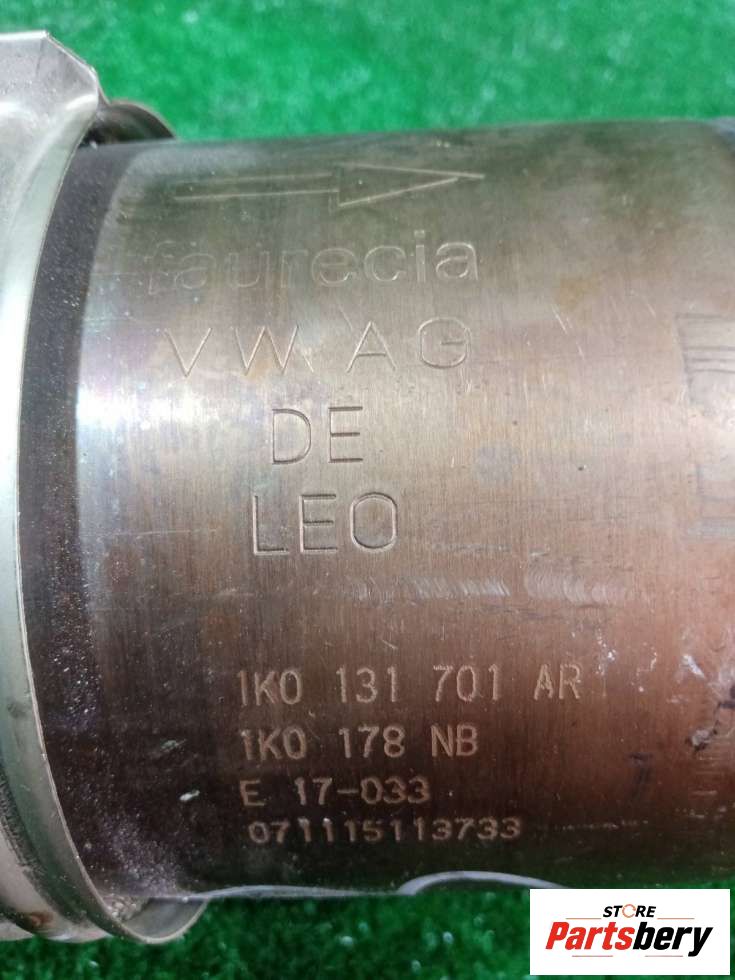 faurecia
VW AG
DE
LEO
1K0 131 701 AR
1K0 178 NB
E 17-033
071115113733
STORE
Partsbery